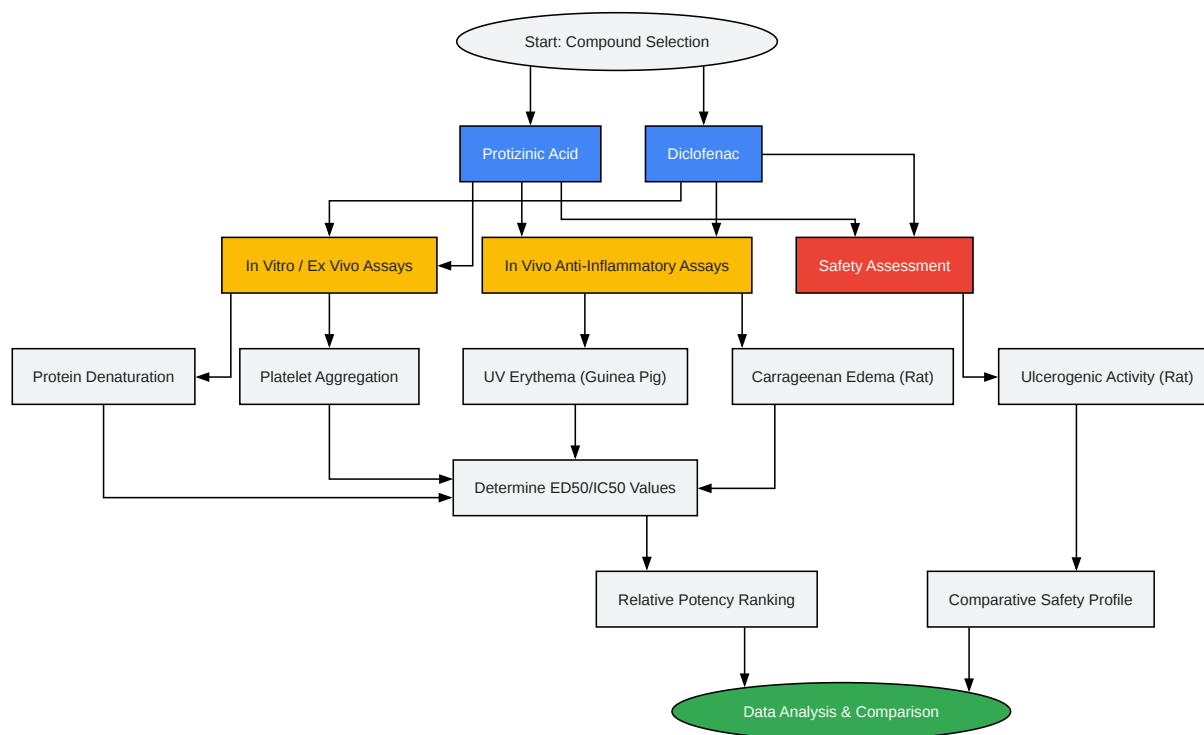 Start: Compound Selection
Protizinic Acid
Diclofenac
In Vitro / Ex Vivo Assays
In Vivo Anti-Inflammatory Assays
Safety Assessment
Protein Denaturation
Platelet Aggregation
UV Erythema (Guinea Pig)
Carrageenan Edema (Rat)
Ulcerogenic Activity (Rat)
Determine ED50/IC50 Values
Relative Potency Ranking
Comparative Safety Profile
Data Analysis & Comparison